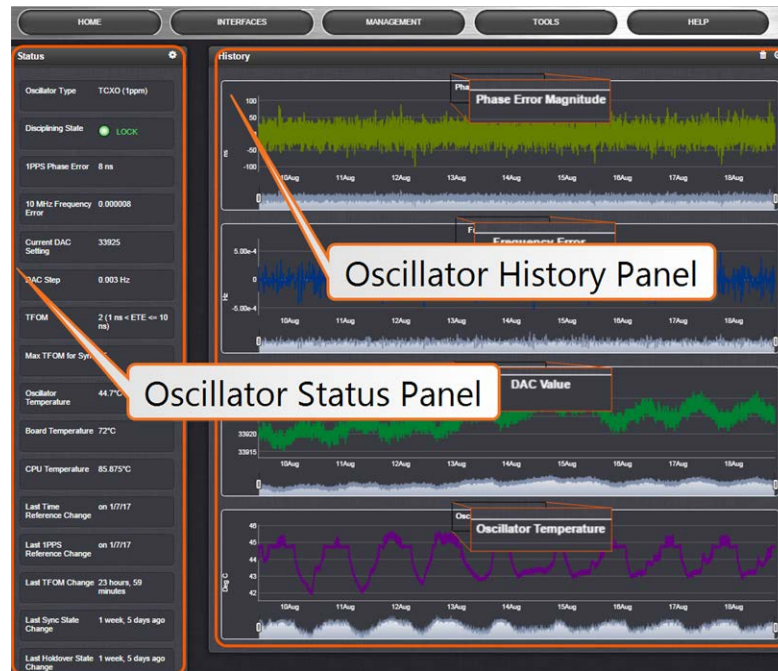 HOME INTERFACES MANAGEMENT TOOLS HELP
Status
Oscillator Type TCXO (1ppm)
Disciplining State LOCK
1PPS Phase Error 8 ns
10 MHz Frequency 0.000008
Error
Current DAC 33925
Setting
DAC Step 0.003 Hz
TFOM 2 (1 ns < ETE <= 10
ns)
Max TFOM for Syn
Oscillator 44.7°C
Temperature
Board Temperature 72°C
CPU Temperature 85.875°C
Last Time on 1/7/17
Reference Change
Last 1PPS on 1/7/17
Reference Change
Last TFOM Change 23 hours, 59
minutes
Last Sync State 1 week, 5 days ago
Change
Last Holdover State 1 week, 5 days ago
Change
Oscillator Status Panel
History
Phase Error Magnitude
100
50
-50
-100
ns
10Aug 11Aug 12Aug 13Aug 14Aug 15Aug 16Aug 17Aug 18Aug
Frequency Error
5.00e-4
0
-5.00e-4
Hz
10Aug 11Aug 12Aug 13Aug 14Aug 15Aug 16Aug 17Aug 18Aug
Oscillator History Panel
DAC Value
33920
33915
10Aug 11Aug 12Aug 13Aug 14Aug 15Aug 16Aug 17Aug 18Aug
Oscillator Temperature
46
45
44
43
42
Deg C
10Aug 11Aug 12Aug 13Aug 14Aug 15Aug 16Aug 17Aug 18Aug